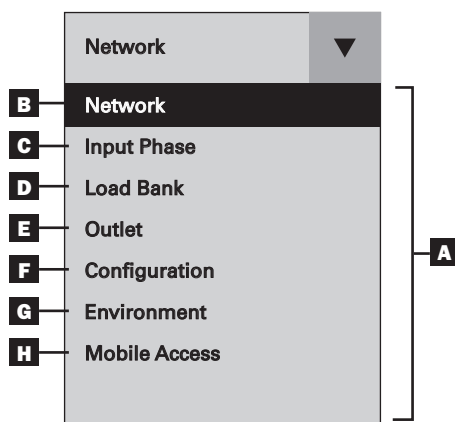 Network
B Network
C Input Phase
D Load Bank
E Outlet
A
F Configuration
G Environment
H Mobile Access